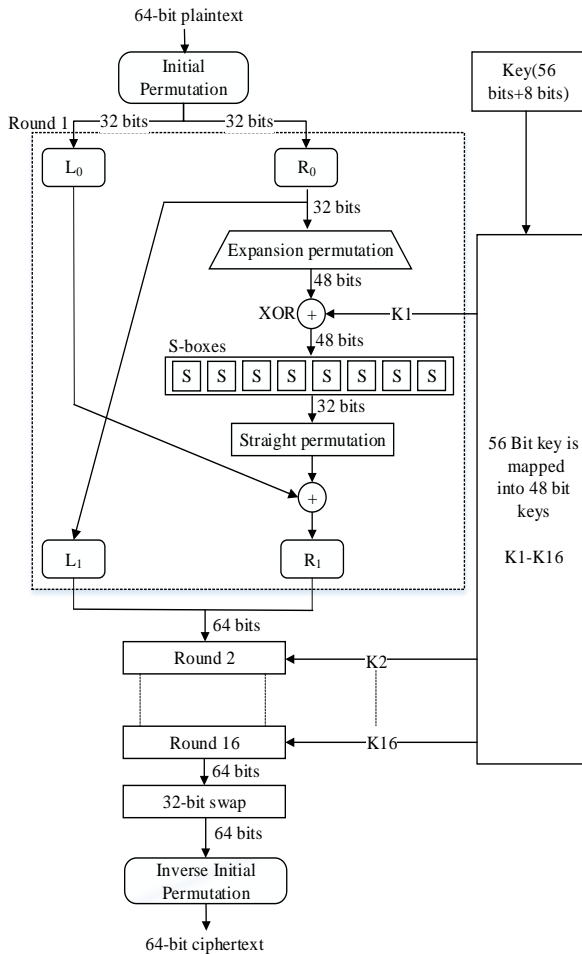 64-bit plaintext
Initial
Permutation
Key(56
bits+8 bits)
Round 1
32 bits
32 bits
L0
R0
32 bits
Expansion permutation
48 bits
XOR
+
K1
48 bits
S-boxes
S S S S S S S S
32 bits
Straight permutation
+
56 Bit key is
mapped
into 48 bit
keys
K1-K16
L1
R1
64 bits
Round 2
K2
Round 16
K16
64 bits
32-bit swap
64 bits
Inverse Initial
Permutation
64-bit ciphertext